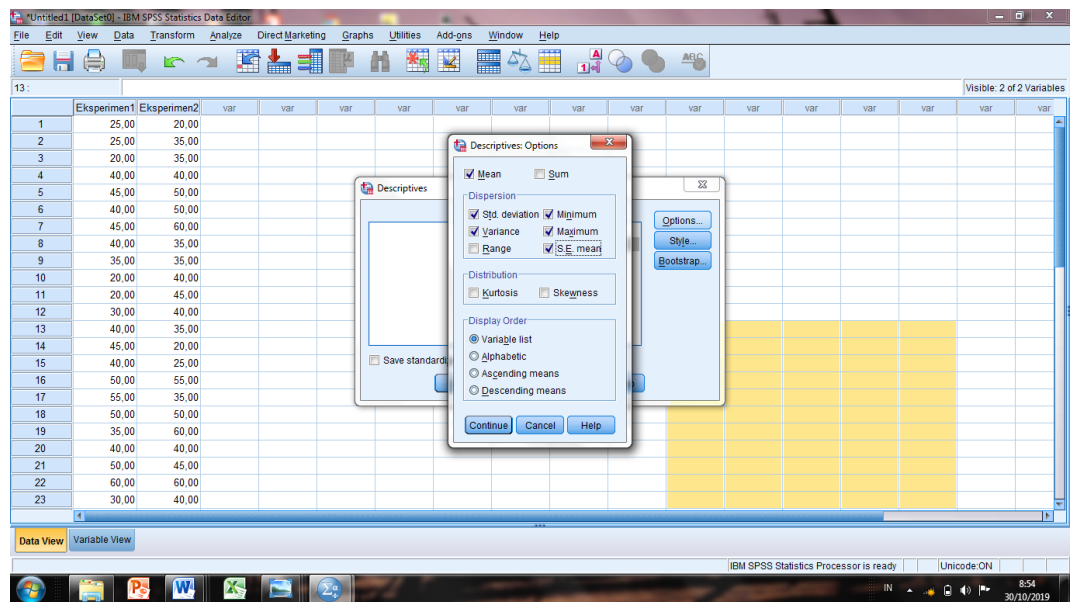 *Untitled1 [DataSet0] - IBM SPSS Statistics Data Editor
File Edit View Data Transform Analyze Direct Marketing Graphs Utilities Add-ons Window Help
13 :
Visible: 2 of 2 Variables
Eksperimen1 Eksperimen2 var var var var var var var var var var var var var var var
1 25,00 20,00
2 25,00 35,00
3 20,00 35,00
4 40,00 40,00
5 45,00 50,00
6 40,00 50,00
7 45,00 60,00
8 40,00 35,00
9 35,00 35,00
10 20,00 40,00
11 20,00 45,00
12 30,00 40,00
13 40,00 35,00
14 45,00 20,00
15 40,00 25,00
16 50,00 55,00
17 55,00 35,00
18 50,00 50,00
19 35,00 60,00
20 40,00 40,00
21 50,00 45,00
22 60,00 60,00
23 30,00 40,00
Descriptives
Options...
Style...
Bootstrap...
Save standardi
Descriptives: Options
Mean Sum
Dispersion
Std. deviation Minimum
Variance Maximum
Range S.E. mean
Distribution
Kurtosis Skewness
Display Order
Variable list
Alphabetic
Ascending means
Descending means
Continue Cancel Help
Data View Variable View
IBM SPSS Statistics Processor is ready Unicode:ON
IN 8:54
30/10/2019